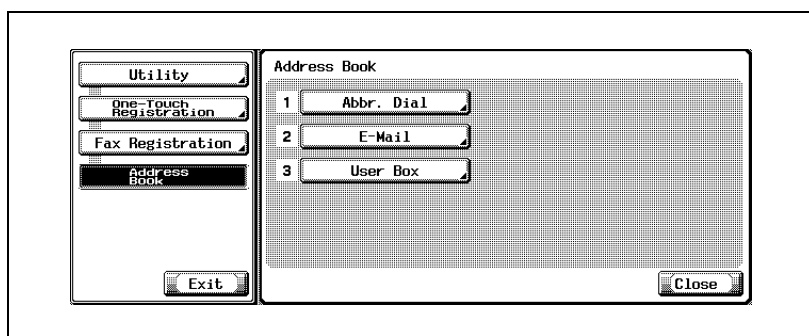 Utility
One-Touch
Registration
Fax Registration
Address
Book
Exit
Address Book
1 Abbr. Dial
2 E-Mail
3 User Box
Close